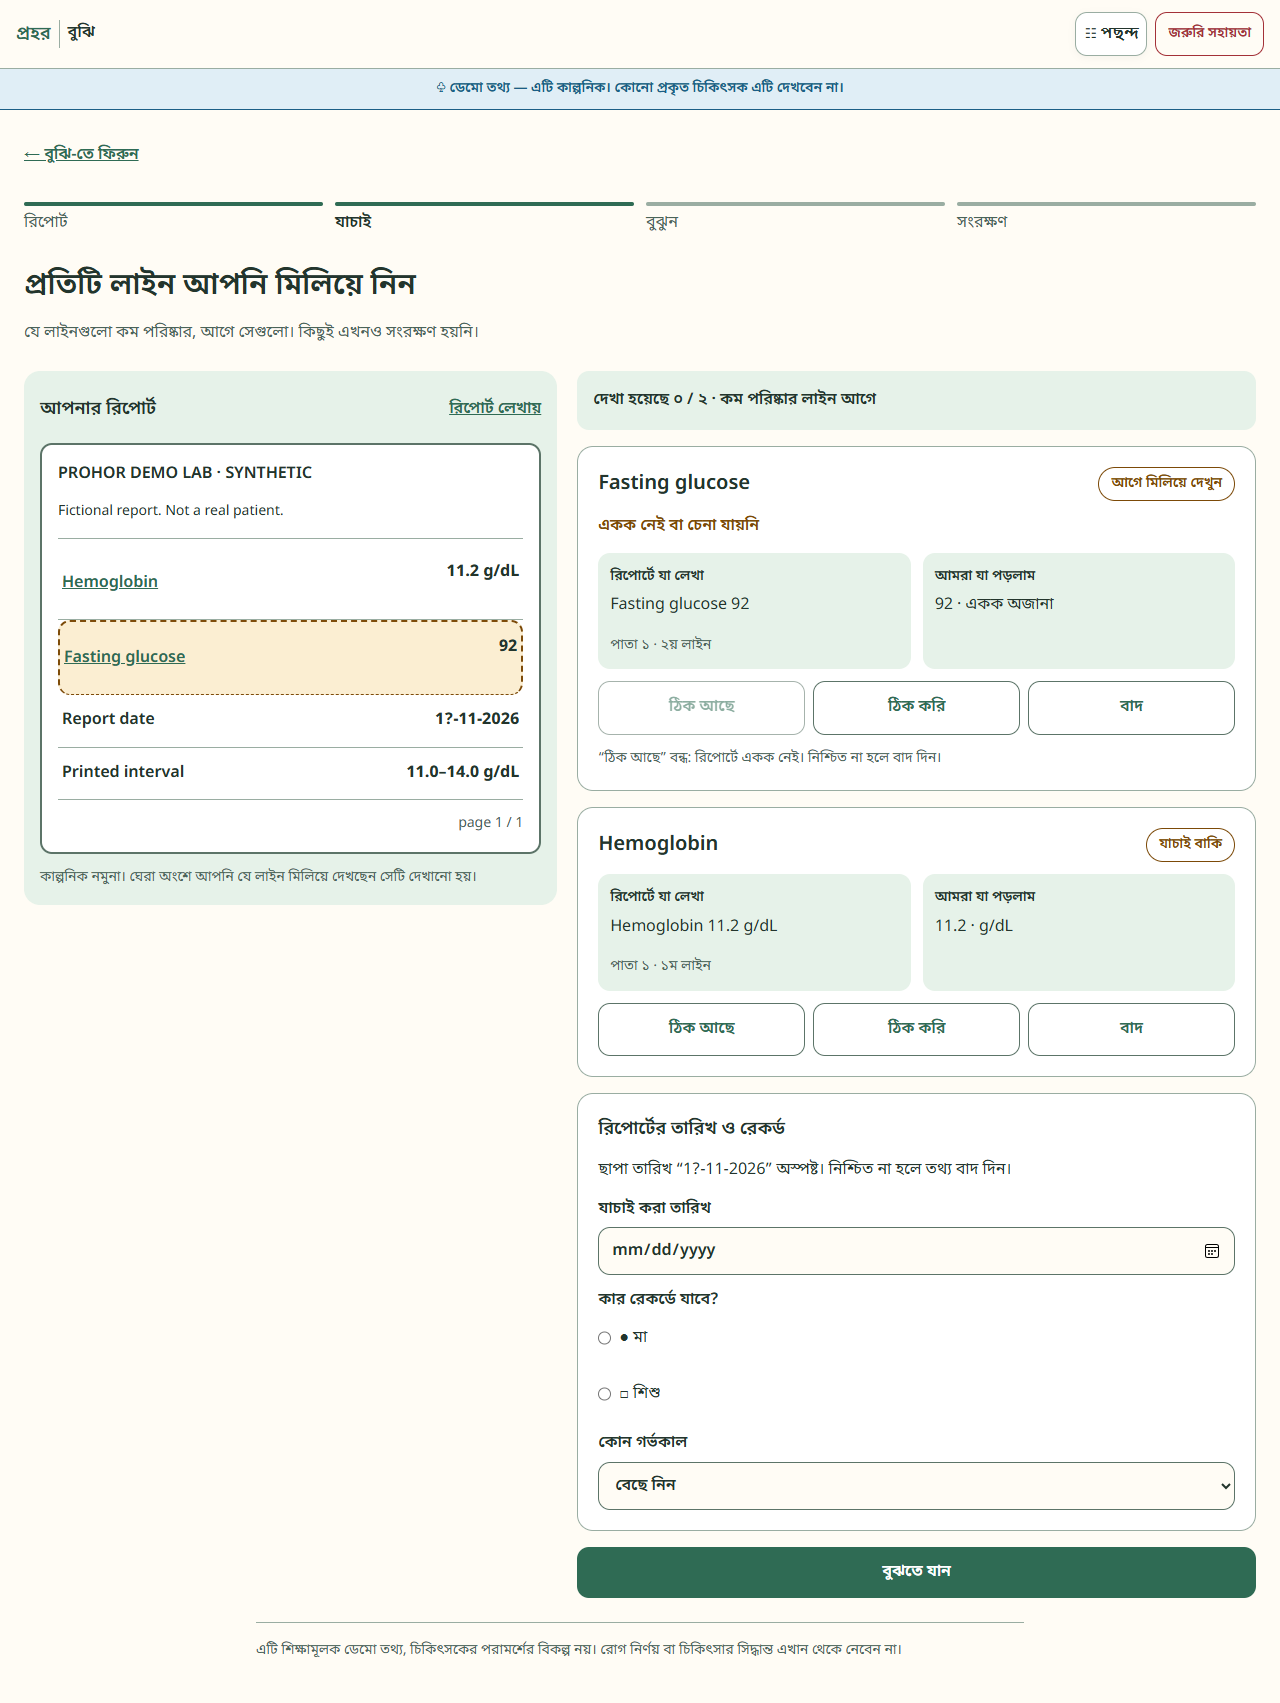 প্রহর | বুঝি
☷ পছন্দ
জরুরি সহায়তা
♧ ডেমো তথ্য — এটি কাল্পনিক। কোনো প্রকৃত চিকিৎসক এটি দেখবেন না।
← বুঝি-তে ফিরুন
রিপোর্ট
যাচাই
বুঝুন
সংরক্ষণ
প্রতিটি লাইন আপনি মিলিয়ে নিন
যে লাইনগুলো কম পরিষ্কার, আগে সেগুলো। কিছুই এখনও সংরক্ষণ হয়নি।
আপনার রিপোর্ট
রিপোর্ট লেখায়
PROHOR DEMO LAB · SYNTHETIC
Fictional report. Not a real patient.
Hemoglobin 11.2 g/dL
Fasting glucose 92
Report date 1?-11-2026
Printed interval 11.0–14.0 g/dL
page 1 / 1
কাল্পনিক নমুনা। ঘেরা অংশে আপনি যে লাইন মিলিয়ে দেখছেন সেটি দেখানো হয়।
দেখা হয়েছে ০ / ২ · কম পরিষ্কার লাইন আগে
Fasting glucose
আগে মিলিয়ে দেখুন
একক নেই বা চেনা যায়নি
রিপোর্টে যা লেখা
Fasting glucose 92
পাতা ১ · ২য় লাইন
আমরা যা পড়লাম
92 · একক অজানা
ঠিক আছে
ঠিক করি
বাদ
“ঠিক আছে” বন্ধ: রিপোর্টে একক নেই। নিশ্চিত না হলে বাদ দিন।
Hemoglobin
যাচাই বাকি
রিপোর্টে যা লেখা
Hemoglobin 11.2 g/dL
পাতা ১ · ১ম লাইন
আমরা যা পড়লাম
11.2 · g/dL
ঠিক আছে
ঠিক করি
বাদ
রিপোর্টের তারিখ ও রেকর্ড
ছাপা তারিখ “1?-11-2026” অস্পষ্ট। নিশ্চিত না হলে তথ্য বাদ দিন।
যাচাই করা তারিখ
mm/dd/yyyy
কার রেকর্ডে যাবে?
● মা
□ শিশু
কোন গর্ভকাল
বেছে নিন
বুঝতে যান
এটি শিক্ষামূলক ডেমো তথ্য, চিকিৎসকের পরামর্শের বিকল্প নয়। রোগ নির্ণয় বা চিকিৎসার সিদ্ধান্ত এখান থেকে নেবেন না।